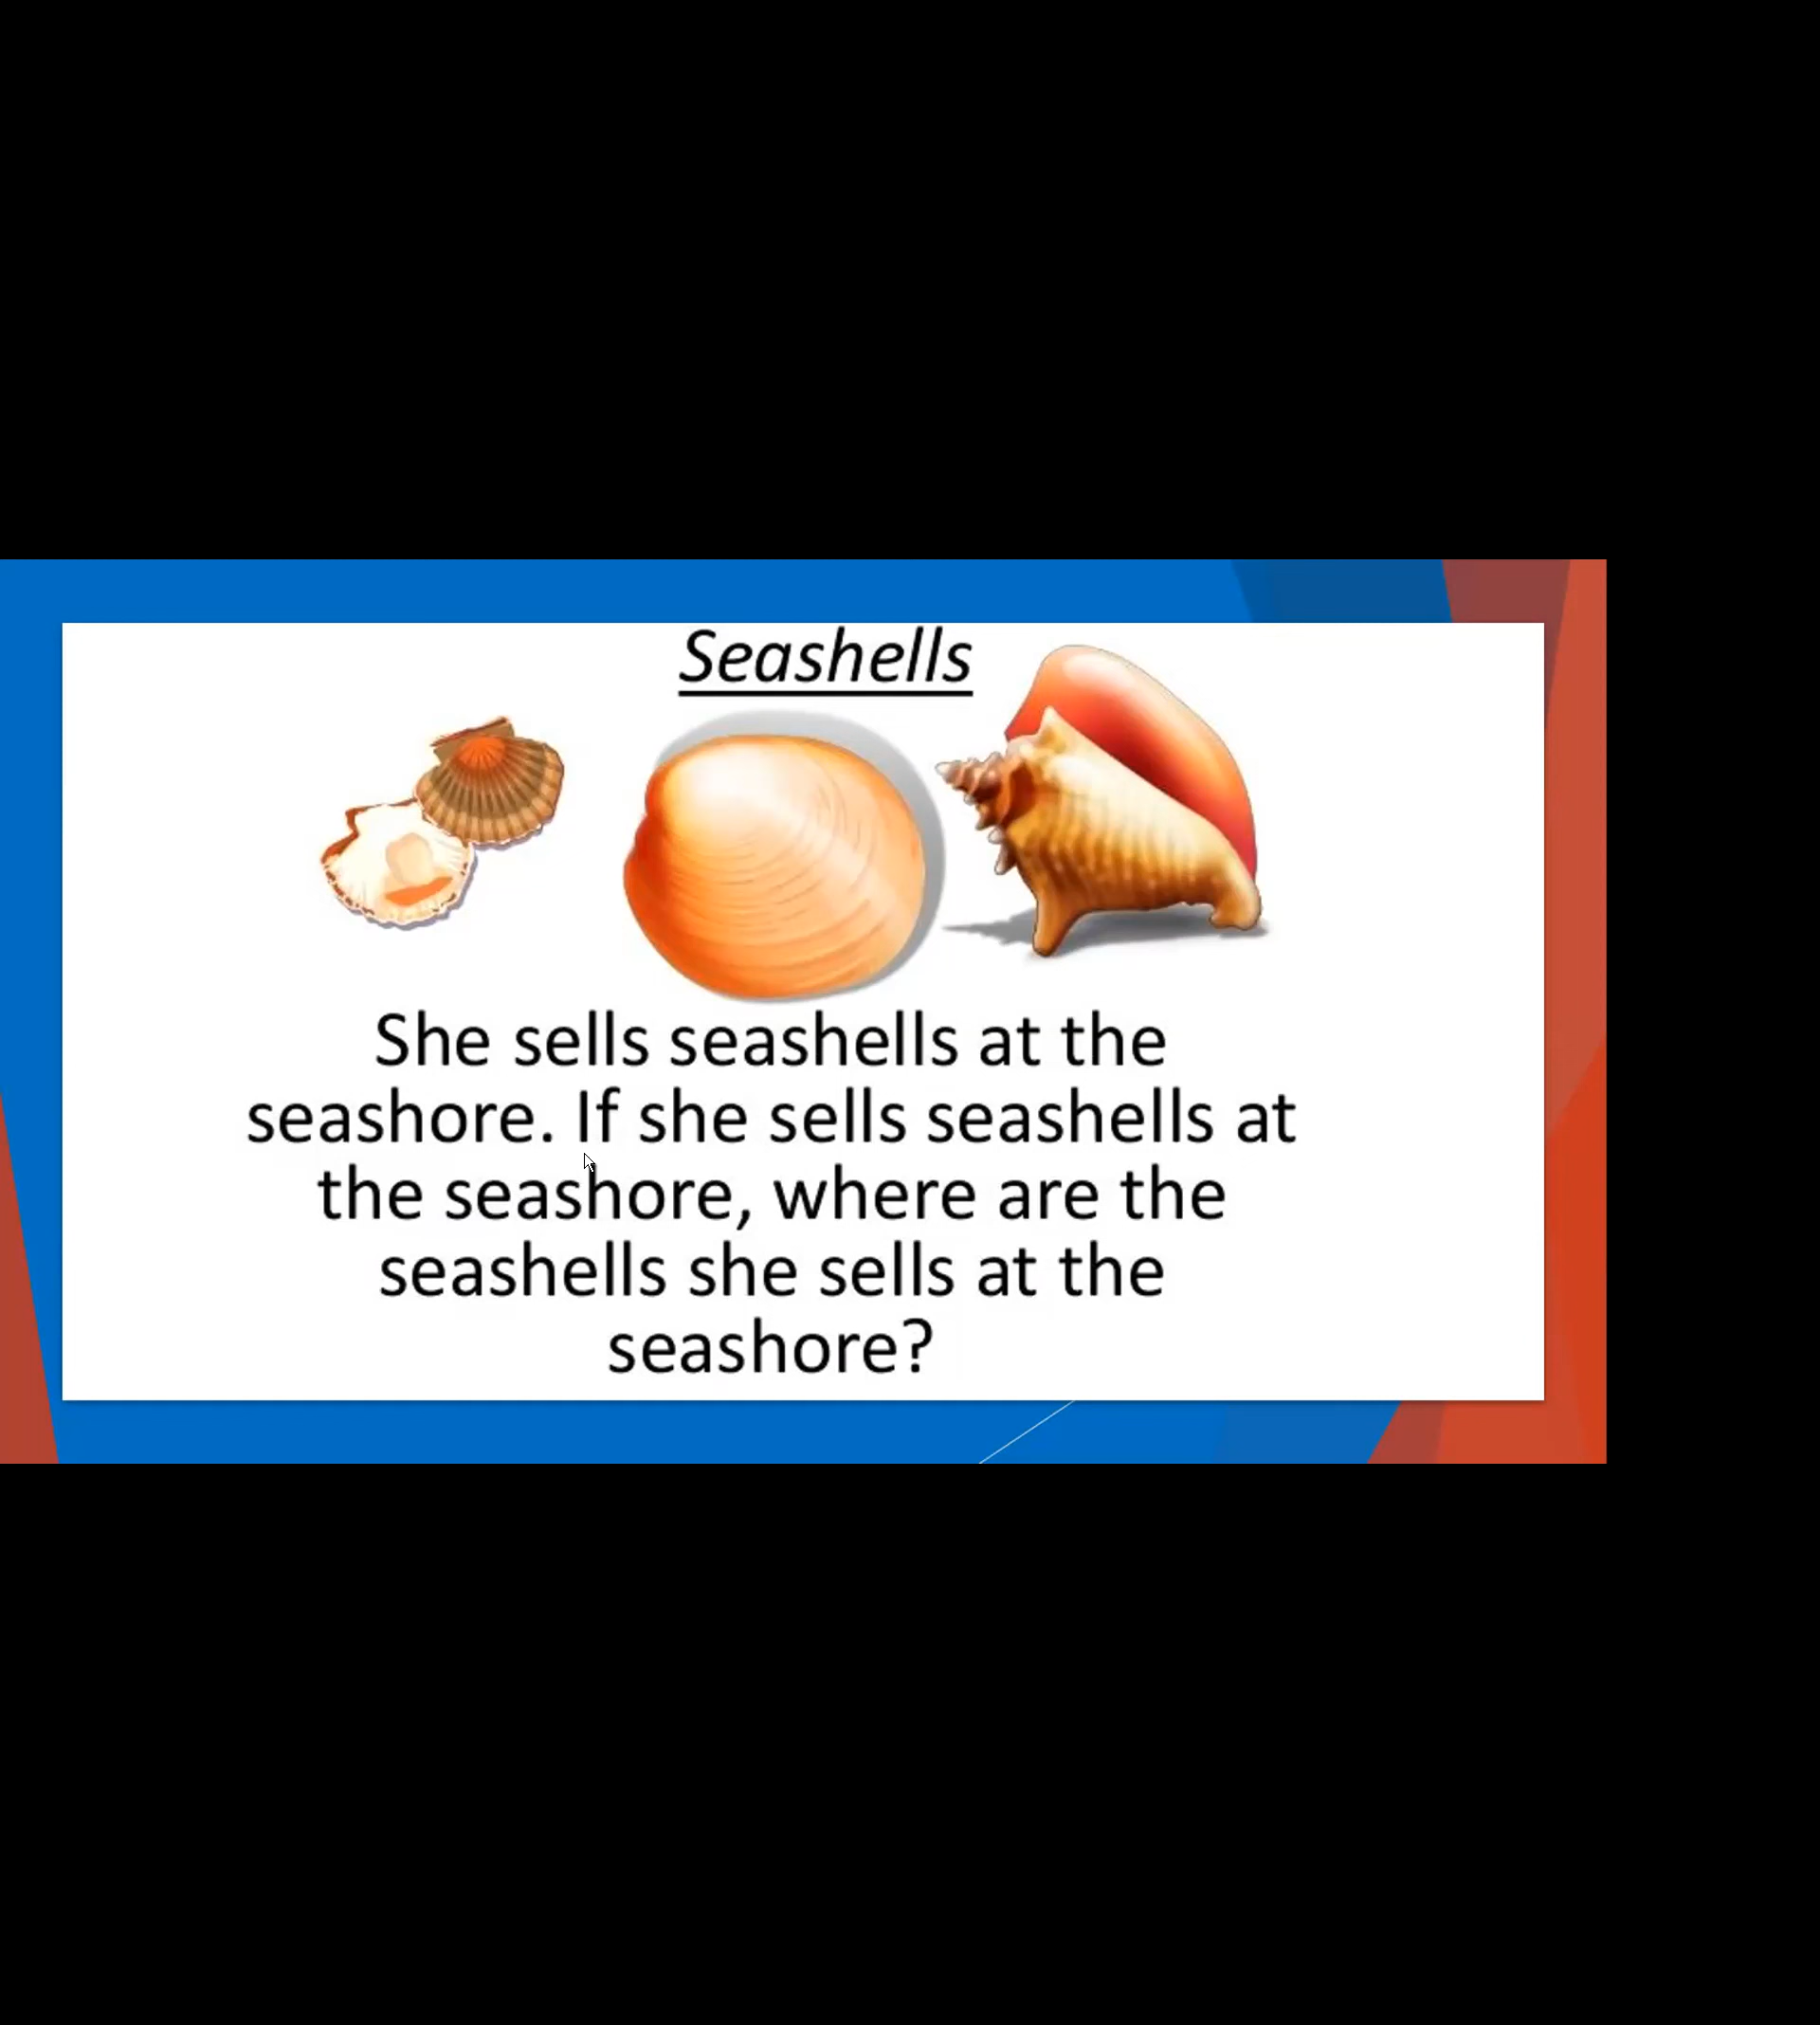 Seashells
She sells seashells at the
seashore. If she sells seashells at
the seashore, where are the
seashells she sells at the
seashore?